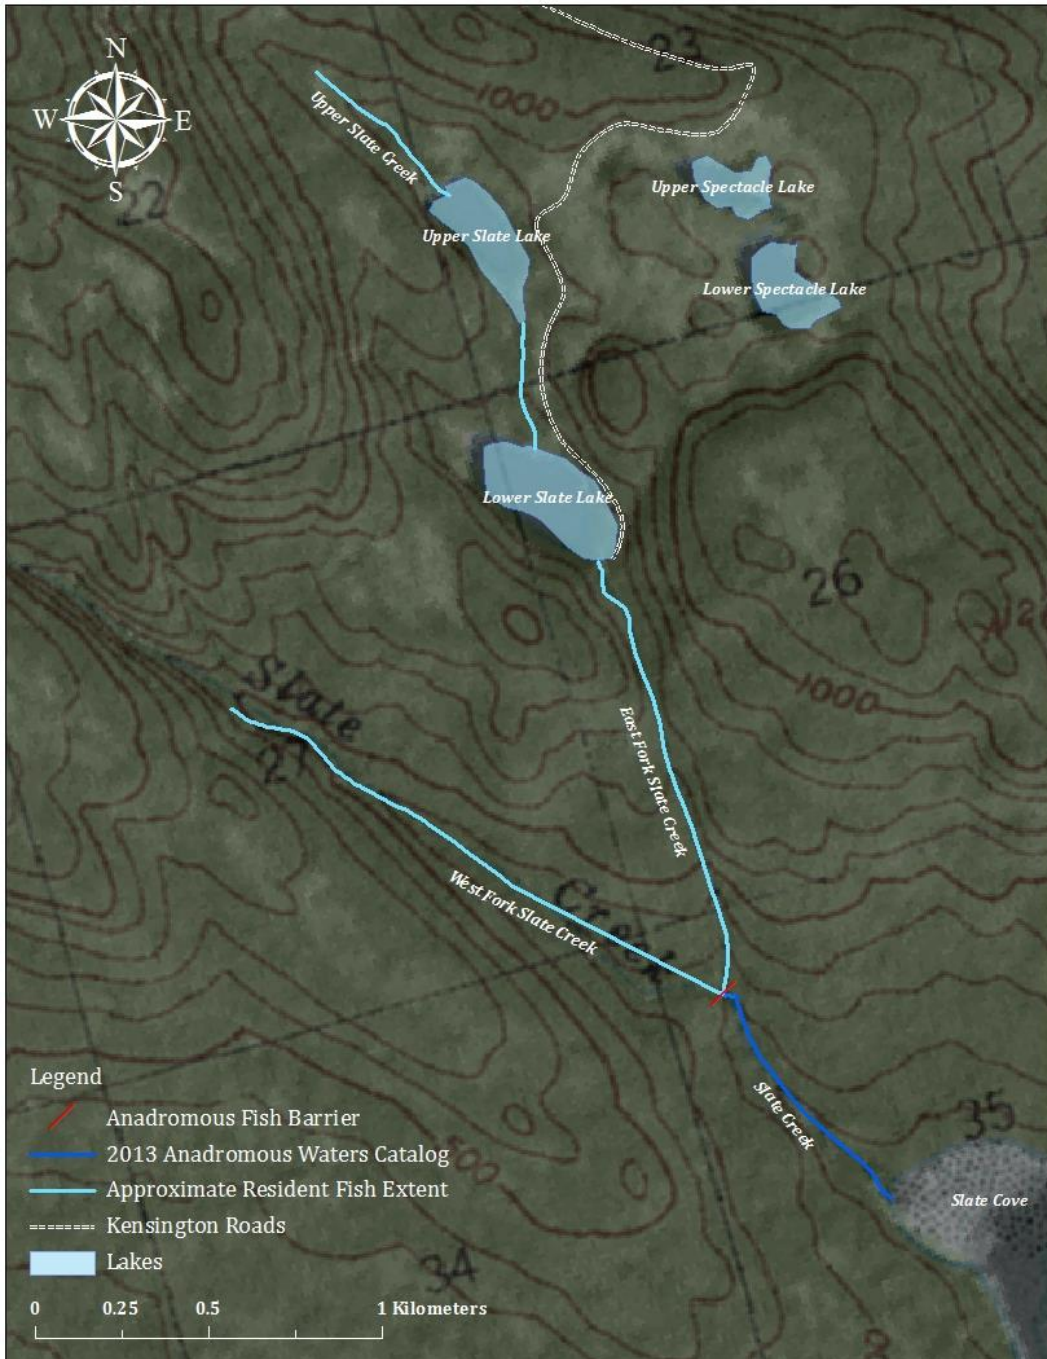 N
W E
S
23
1000
Upper Slate Creek
22
Upper Spectacle Lake
Upper Slate Lake
Lower Spectacle Lake
Lower Slate Lake
26
1000
Slate
27
East Fork Slate Creek
West Fork Slate Creek
Creek
Slate Creek
35
Slate Cove
500
34
Legend
Anadromous Fish Barrier
2013 Anadromous Waters Catalog
Approximate Resident Fish Extent
Kensington Roads
Lakes
0 0.25 0.5 1 Kilometers